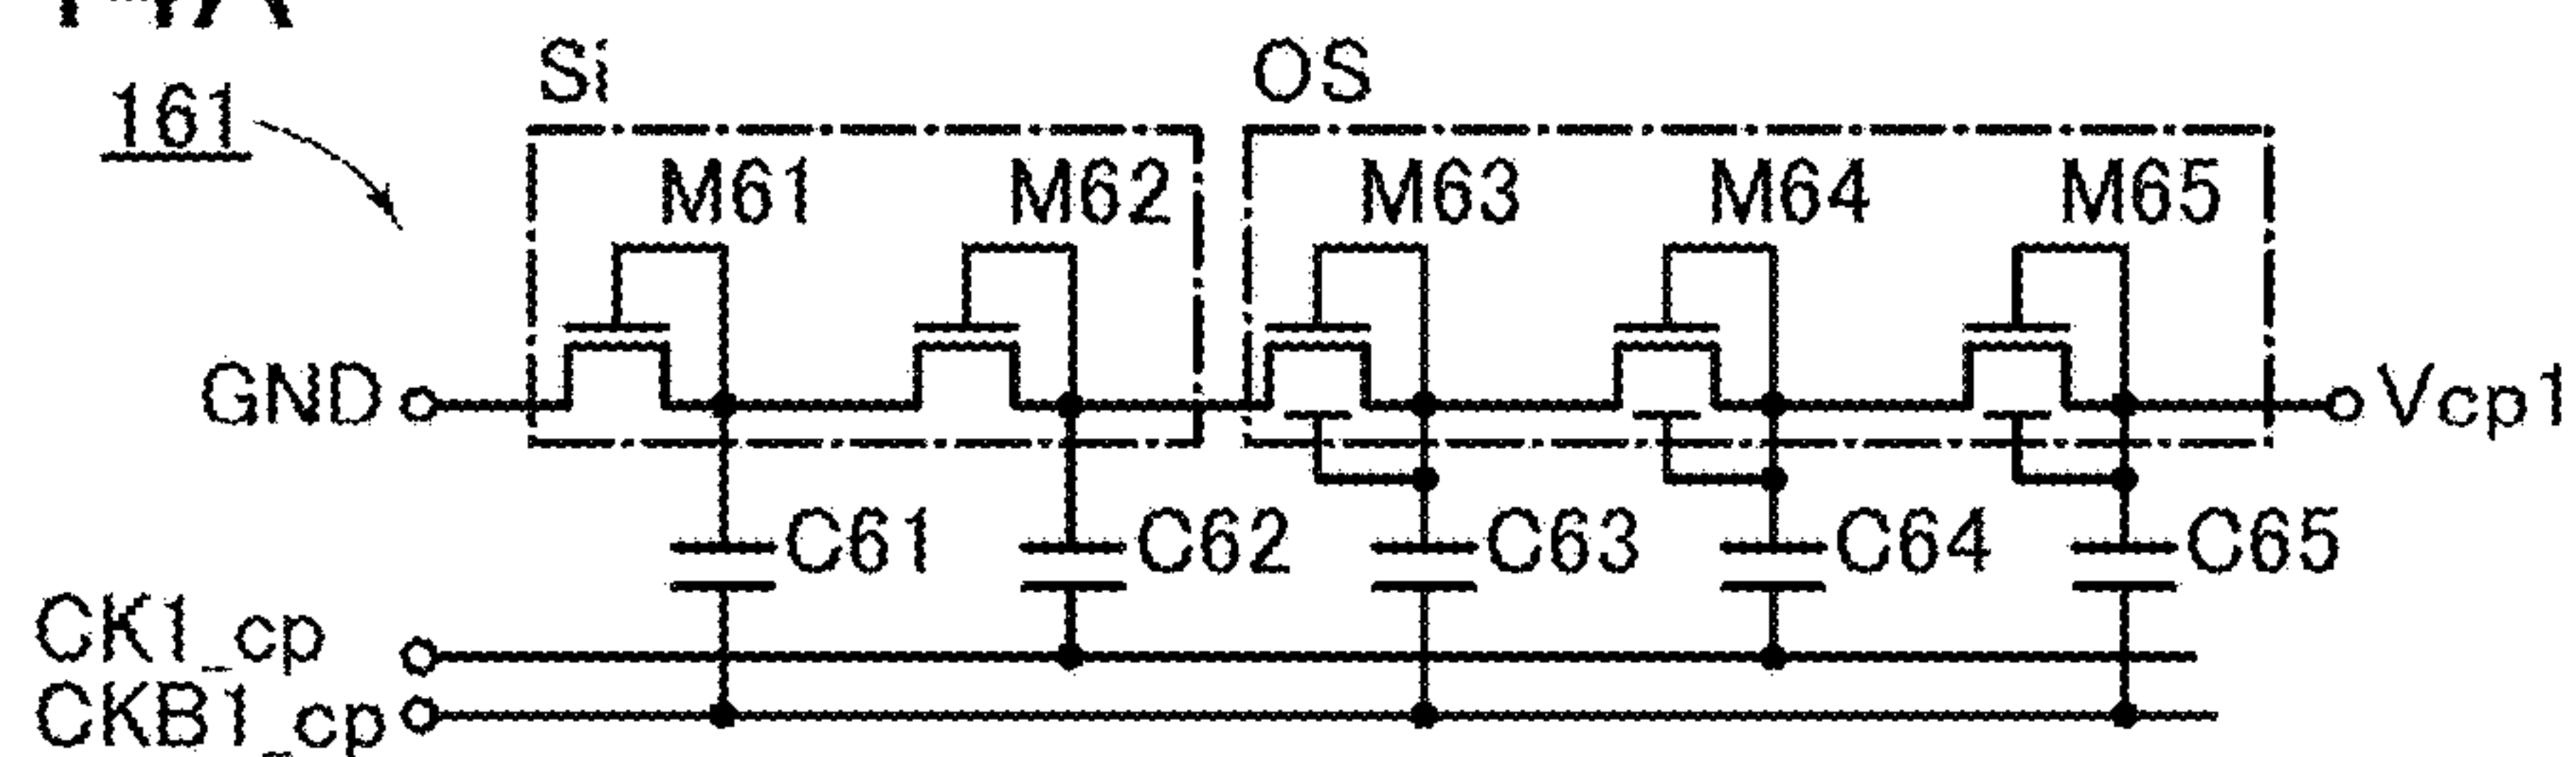 Si OS
161
M61 M62 M63 M64 M65
GND Vcp1
C61 C62 C63 C64 C65
CK1_cp
CKB1_cp